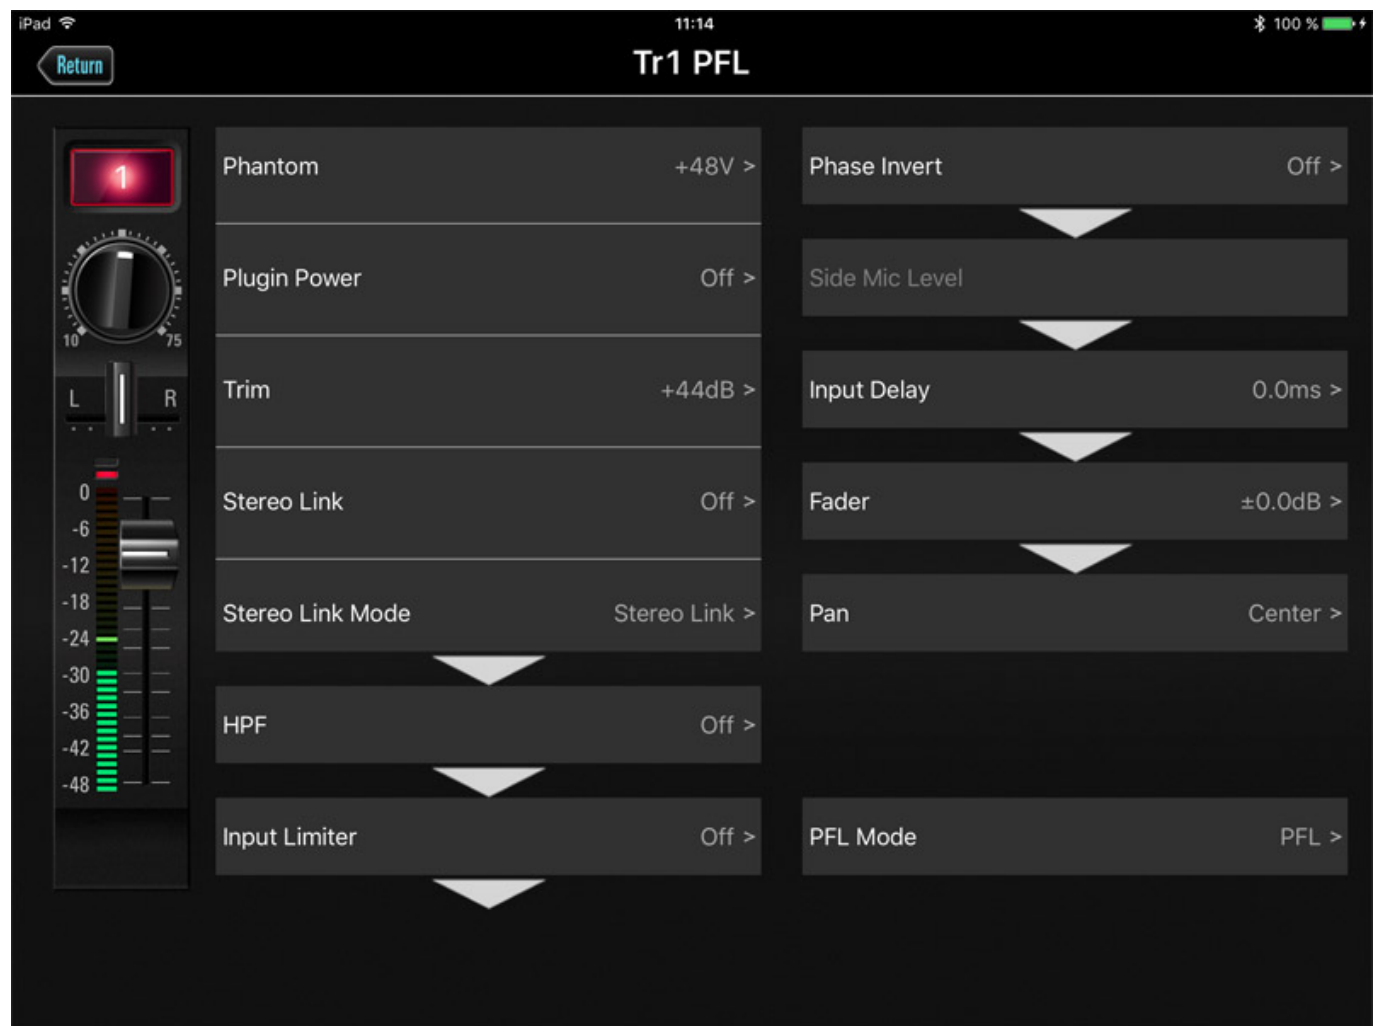 iPad 11:14 100 %
Return Tr1 PFL
1
10 75
L R
0
-6
-12
-18
-24
-30
-36
-42
-48
Phantom +48V >
Plugin Power Off >
Trim +44dB >
Stereo Link Off >
Stereo Link Mode Stereo Link >
HPF Off >
Input Limiter Off >
Phase Invert Off >
Side Mic Level
Input Delay 0.0ms >
Fader ±0.0dB >
Pan Center >
PFL Mode PFL >